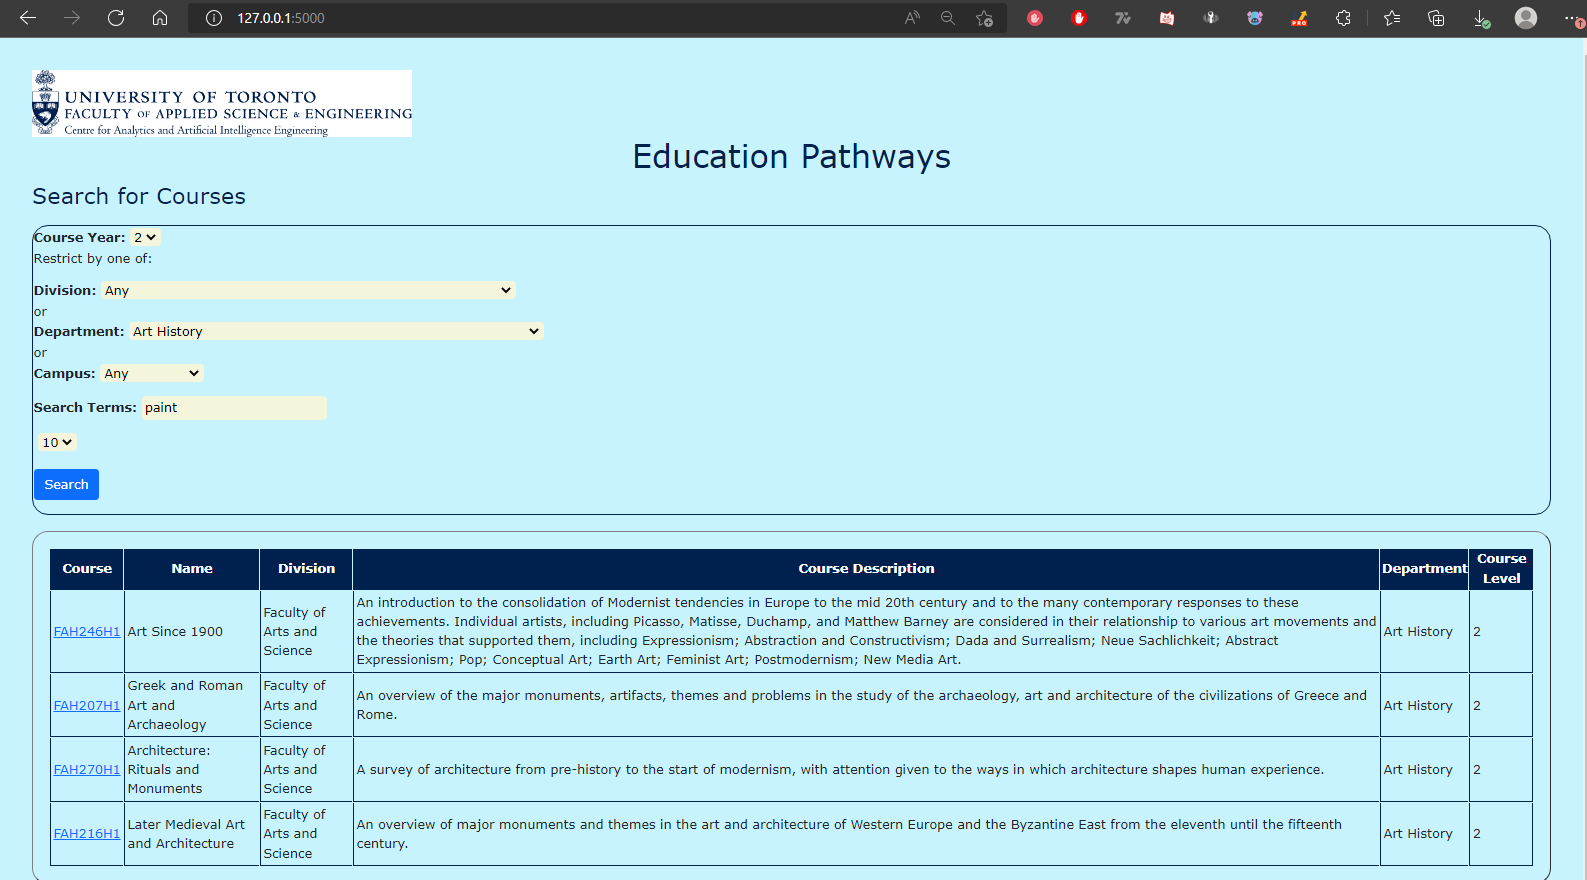 127.0.0.1:5000
UNIVERSITY OF TORONTO
FACULTY OF APPLIED SCIENCE & ENGINEERING
Centre for Analytics and Artificial Intelligence Engineering
Education Pathways
Search for Courses
Course Year: 2
Restrict by one of:
Division: Any
or
Department: Art History
or
Campus: Any
Search Terms: paint
10
Search
Course Name Division Course Description Department Course Level
FAH246H1
Art Since 1900
Faculty of
Arts and
Science
An introduction to the consolidation of Modernist tendencies in Europe to the mid 20th century and to the many contemporary responses to these
achievements. Individual artists, including Picasso, Matisse, Duchamp, and Matthew Barney are considered in their relationship to various art movements and
the theories that supported them, including Expressionism; Abstraction and Constructivism; Dada and Surrealism; Neue Sachlichkeit; Abstract
Expressionism; Pop; Conceptual Art; Earth Art; Feminist Art; Postmodernism; New Media Art.
Art History
2
FAH207H1
Greek and Roman
Art and
Archaeology
Faculty of
Arts and
Science
An overview of the major monuments, artifacts, themes and problems in the study of the archaeology, art and architecture of the civilizations of Greece and
Rome.
Art History
2
FAH270H1
Architecture:
Rituals and
Monuments
Faculty of
Arts and
Science
A survey of architecture from pre-history to the start of modernism, with attention given to the ways in which architecture shapes human experience.
Art History
2
FAH216H1
Later Medieval Art
and Architecture
Faculty of
Arts and
Science
An overview of major monuments and themes in the art and architecture of Western Europe and the Byzantine East from the eleventh until the fifteenth
century.
Art History
2